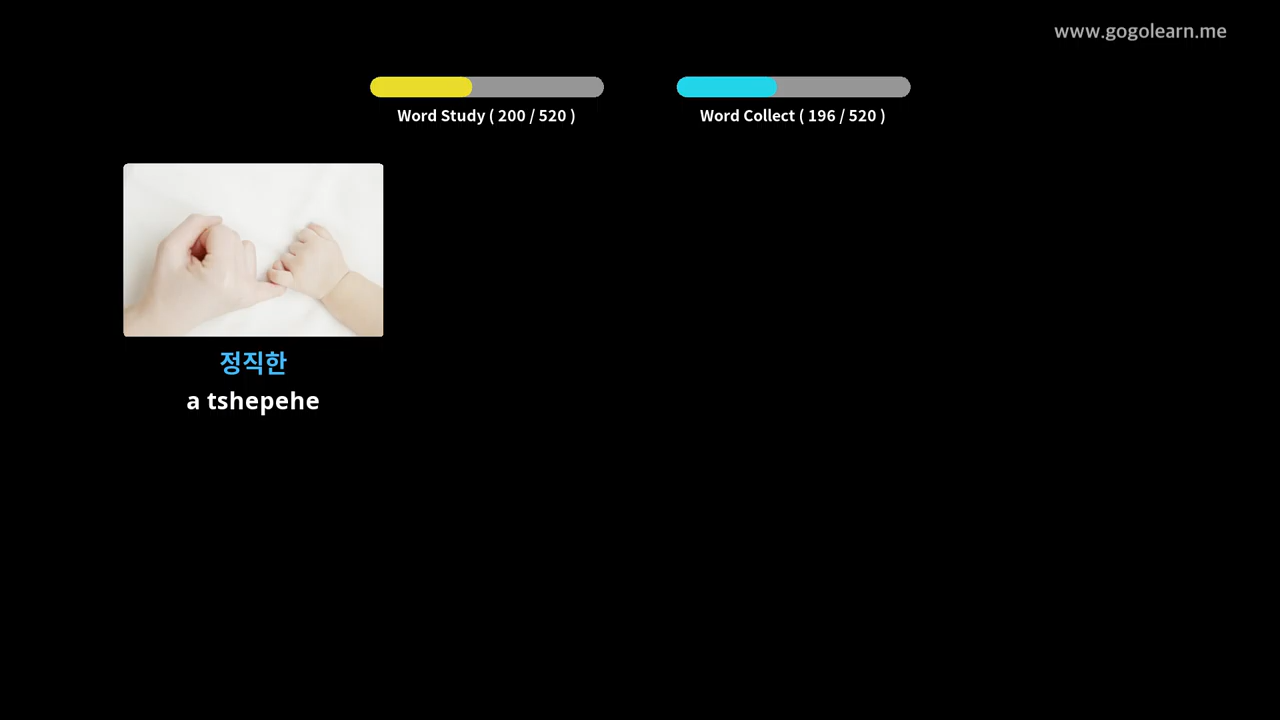 www.gogolearn.me
Word Study ( 200 / 520 )
Word Collect ( 196 / 520 )
정직한
a tshepehe